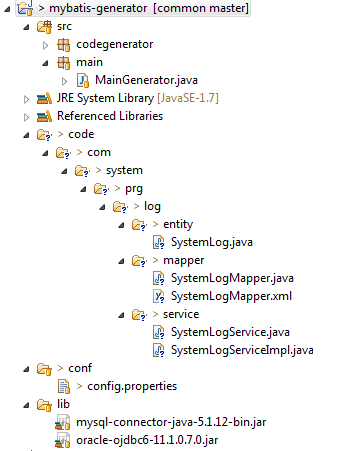 > mybatis-generator [common master]
src
codegenerator
main
MainGenerator.java
JRE System Library [JavaSE-1.7]
Referenced Libraries
> code
> com
> system
> prg
> log
> entity
SystemLog.java
> mapper
SystemLogMapper.java
SystemLogMapper.xml
> service
SystemLogService.java
SystemLogServiceImpl.java
> conf
> config.properties
lib
mysql-connector-java-5.1.12-bin.jar
oracle-ojdbc6-11.1.0.7.0.jar